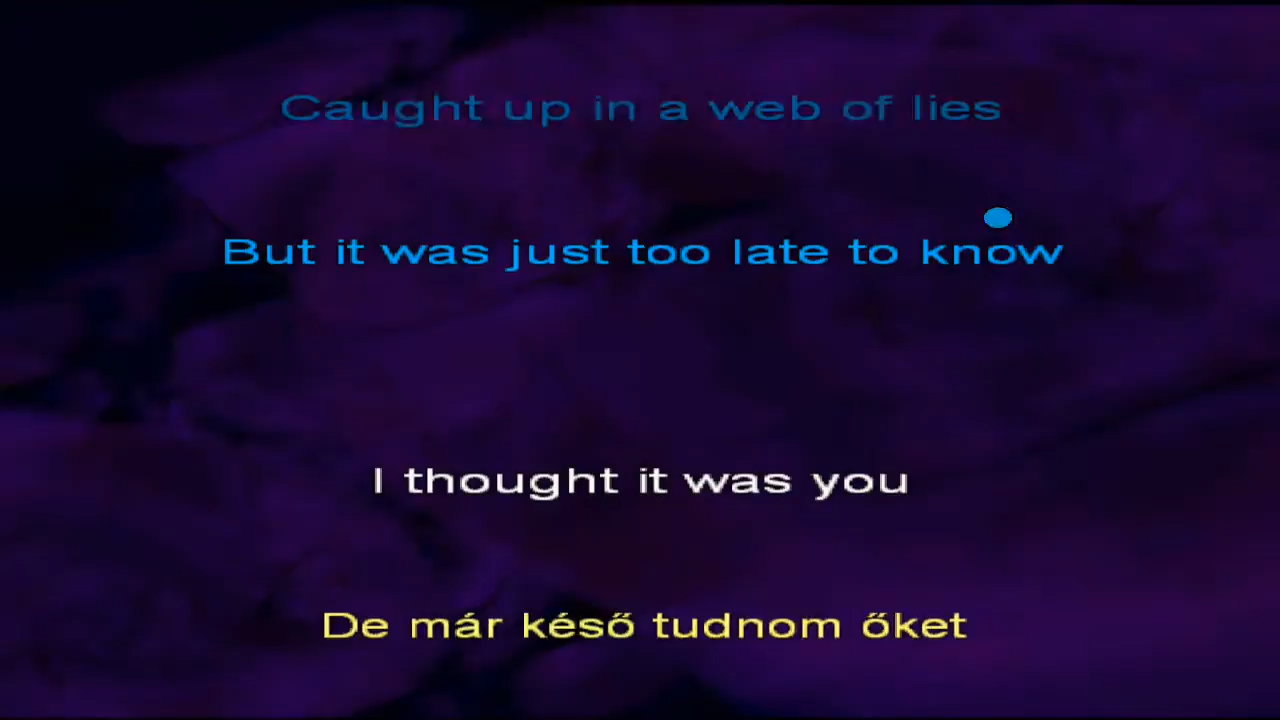 Caught up in a web of lies
But it was just too late to know
I thought it was you
De már késő tudnom őket